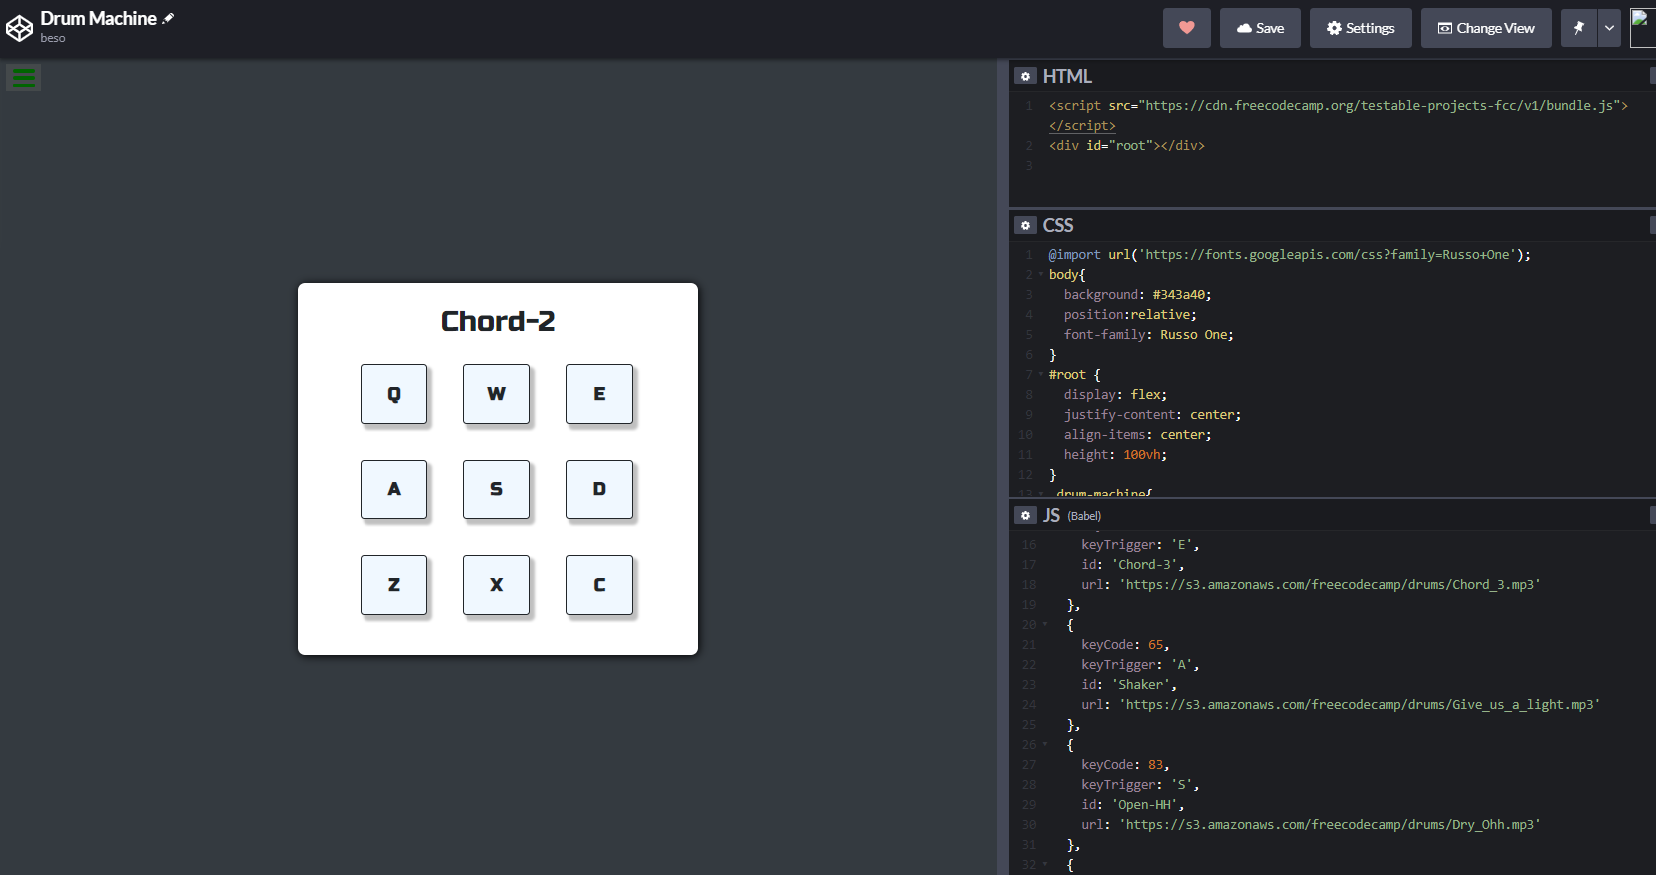 Drum Machine
beso
Save
Settings
Change View
Chord-2
Q W E
A S D
Z X C
HTML
1 <script src="https://cdn.freecodecamp.org/testable-projects-fcc/v1/bundle.js">
</script>
2 <div id="root"></div>
3
CSS
1 @import url('https://fonts.googleapis.com/css?family=Russo+One');
2 body{
3 background: #343a40;
4 position:relative;
5 font-family: Russo One;
6 }
7 #root {
8 display: flex;
9 justify-content: center;
10 align-items: center;
11 height: 100vh;
12 }
13 .drum-machine{
JS (Babel)
16 keyTrigger: 'E',
17 id: 'Chord-3',
18 url: 'https://s3.amazonaws.com/freecodecamp/drums/Chord_3.mp3'
19 },
20 {
21 keyCode: 65,
22 keyTrigger: 'A',
23 id: 'Shaker',
24 url: 'https://s3.amazonaws.com/freecodecamp/drums/Give_us_a_light.mp3'
25 },
26 {
27 keyCode: 83,
28 keyTrigger: 'S',
29 id: 'Open-HH',
30 url: 'https://s3.amazonaws.com/freecodecamp/drums/Dry_Ohh.mp3'
31 },
32 {